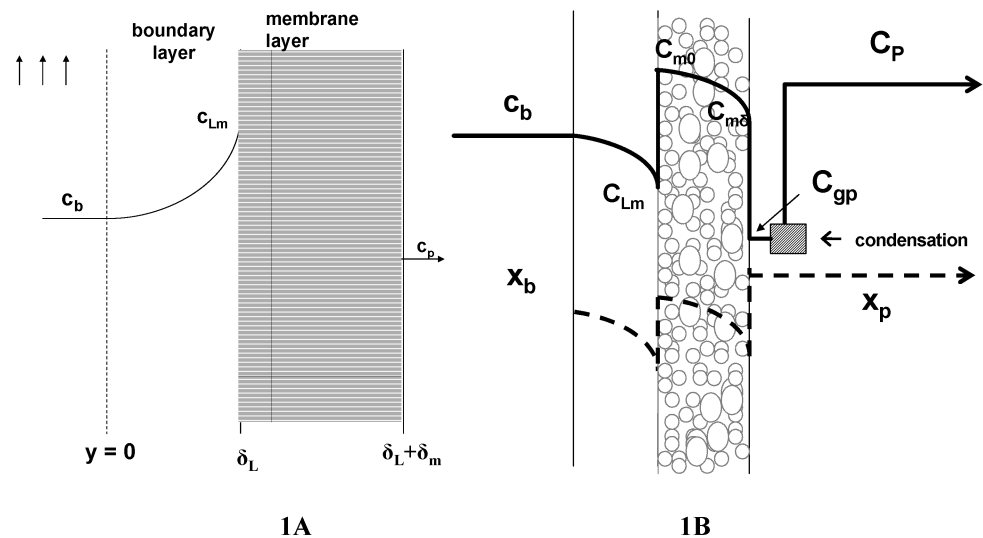 boundary
layer
membrane
layer
c_Lm
c_b
c_p
y = 0
δ_L
δ_L+δ_m
1A
c_b
C_Lm
x_b
C_m0
C_mδ
C_P
C_gp
condensation
x_p
1B